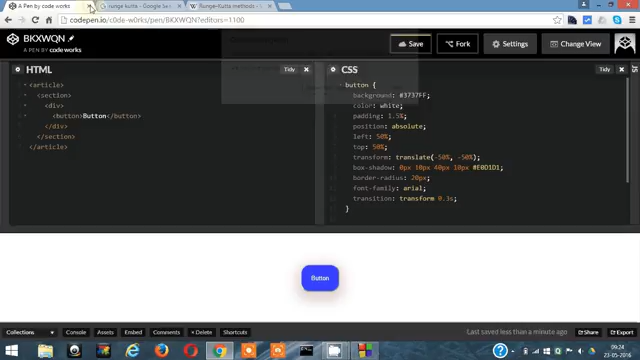 A Pen by code works
runge kutta - Google Se
Runge-Kutta methods -
codepen.io/c0de-w0rks/pen/BKXWQN/?editors=1100
BKXWQN
A PEN BY code works
Save
Fork
Settings
Change View
HTML
Tidy
CSS
Tidy
JS
<article>
<section>
<div>
<button>Button</button>
</div>
</section>
</article>
button {
background: #3737FF;
color: white;
padding: 1.5%;
position: absolute;
left: 50%;
top: 50%;
transform: translate(-50%, -50%);
box-shadow: 0px 10px 40px 10px #E0D1D1;
border-radius: 20px;
font-family: arial;
transition: transform 0.3s;
}
Button
Collections
Console
Assets
Embed
Comments
× Delete
Shortcuts
Last saved less than a minute ago
Share
Export
09:24
23-05-2016